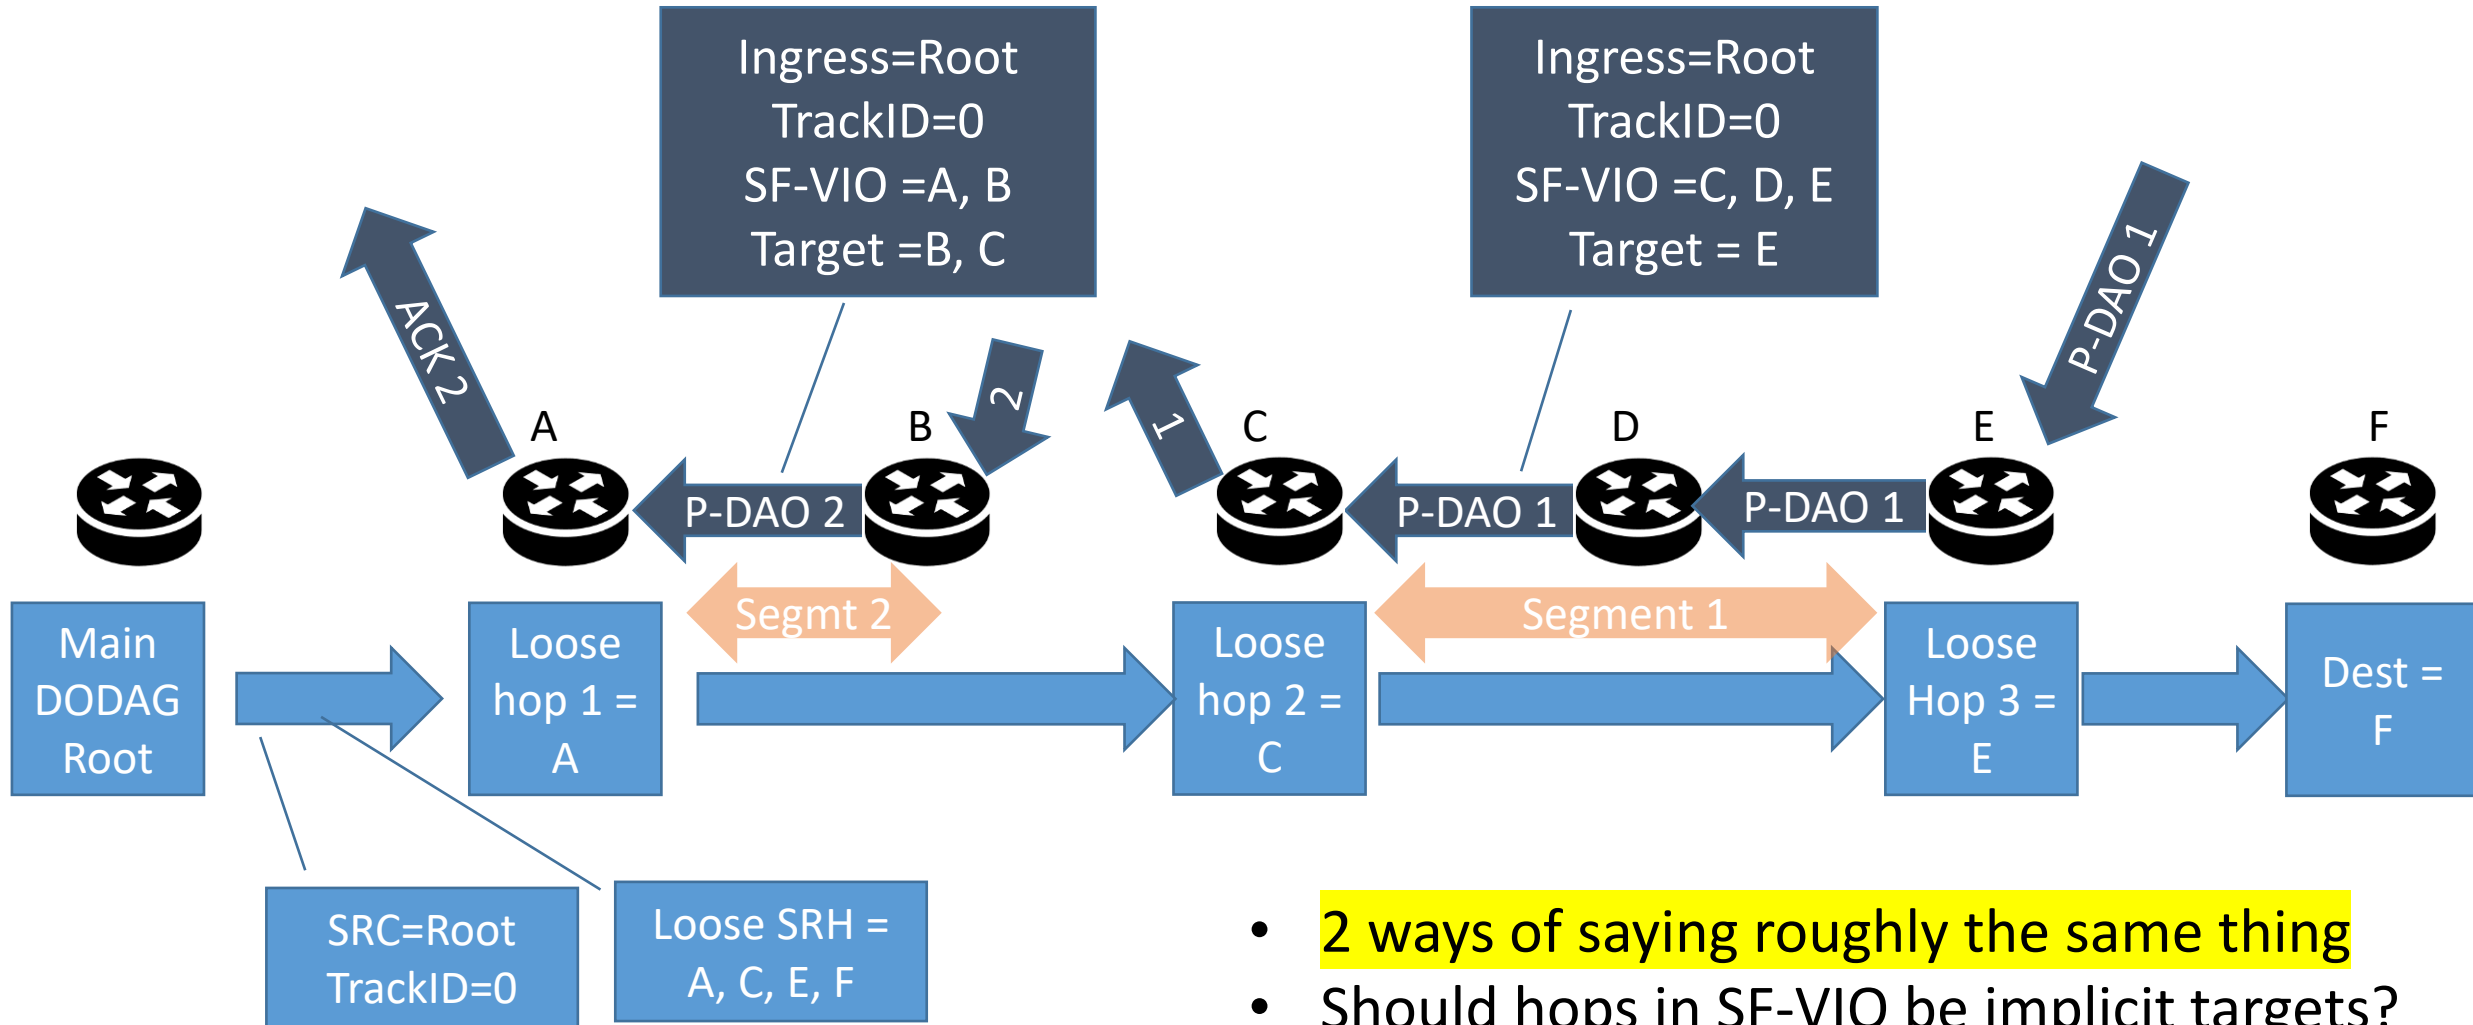 Ingress=Root
TrackID=0
SF-VIO =A, B
Target =B, C
Ingress=Root
TrackID=0
SF-VIO =C, D, E
Target = E
ACK 2
2
1
P-DAO 1
A
B
C
D
E
F
P-DAO 2
P-DAO 1
P-DAO 1
Segmt 2
Segment 1
Main
DODAG
Root
Loose
hop 1 =
A
Loose
hop 2 =
C
Loose
Hop 3 =
E
Dest =
F
SRC=Root
TrackID=0
Loose SRH =
A, C, E, F
• 2 ways of saying roughly the same thing
• Should hops in SF-VIO be implicit targets?